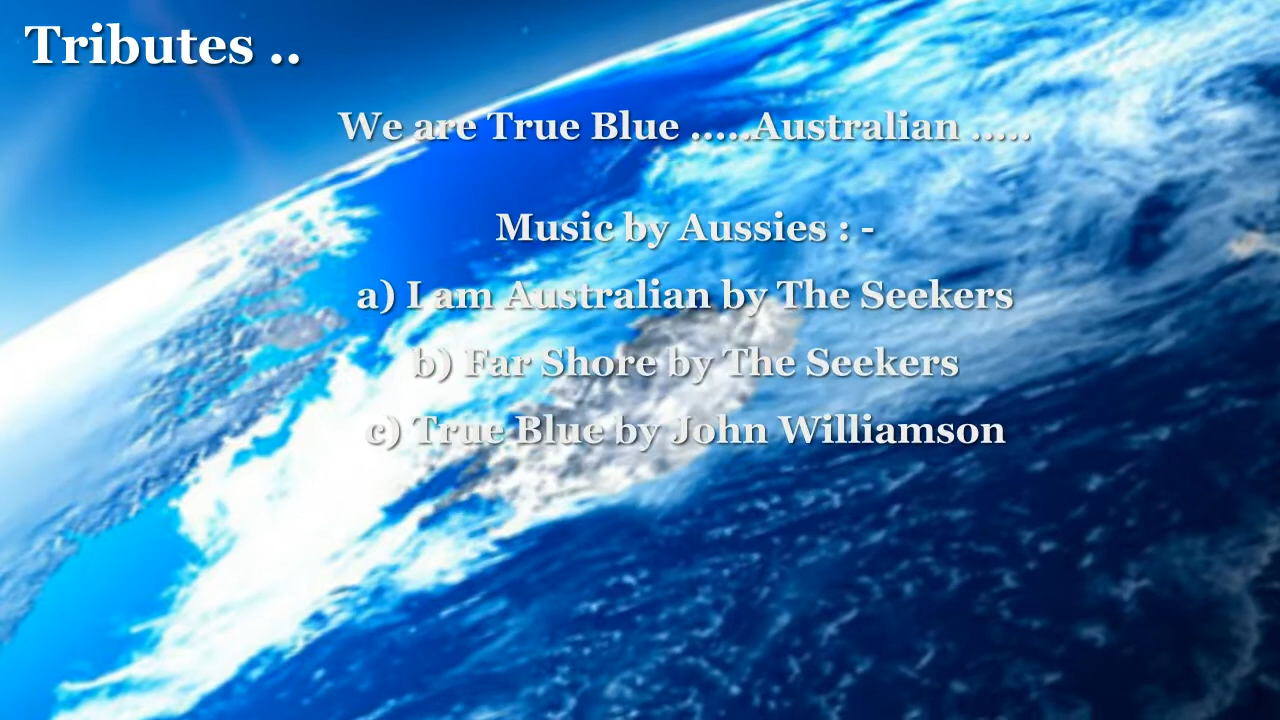 Tributes ..
We are True Blue .....Australian .....
Music by Aussies : -
a) I am Australian by The Seekers
b) Far Shore by The Seekers
c) True Blue by John Williamson